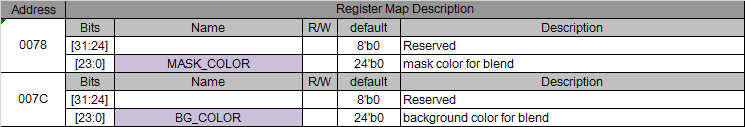 Address Register Map Description
Bits Name R/W default Description
0078 [31:24] 8'b0 Reserved
[23:0] MASK_COLOR 24'b0 mask color for blend
Bits Name R/W default Description
007C [31:24] 8'b0 Reserved
[23:0] BG_COLOR 24'b0 background color for blend